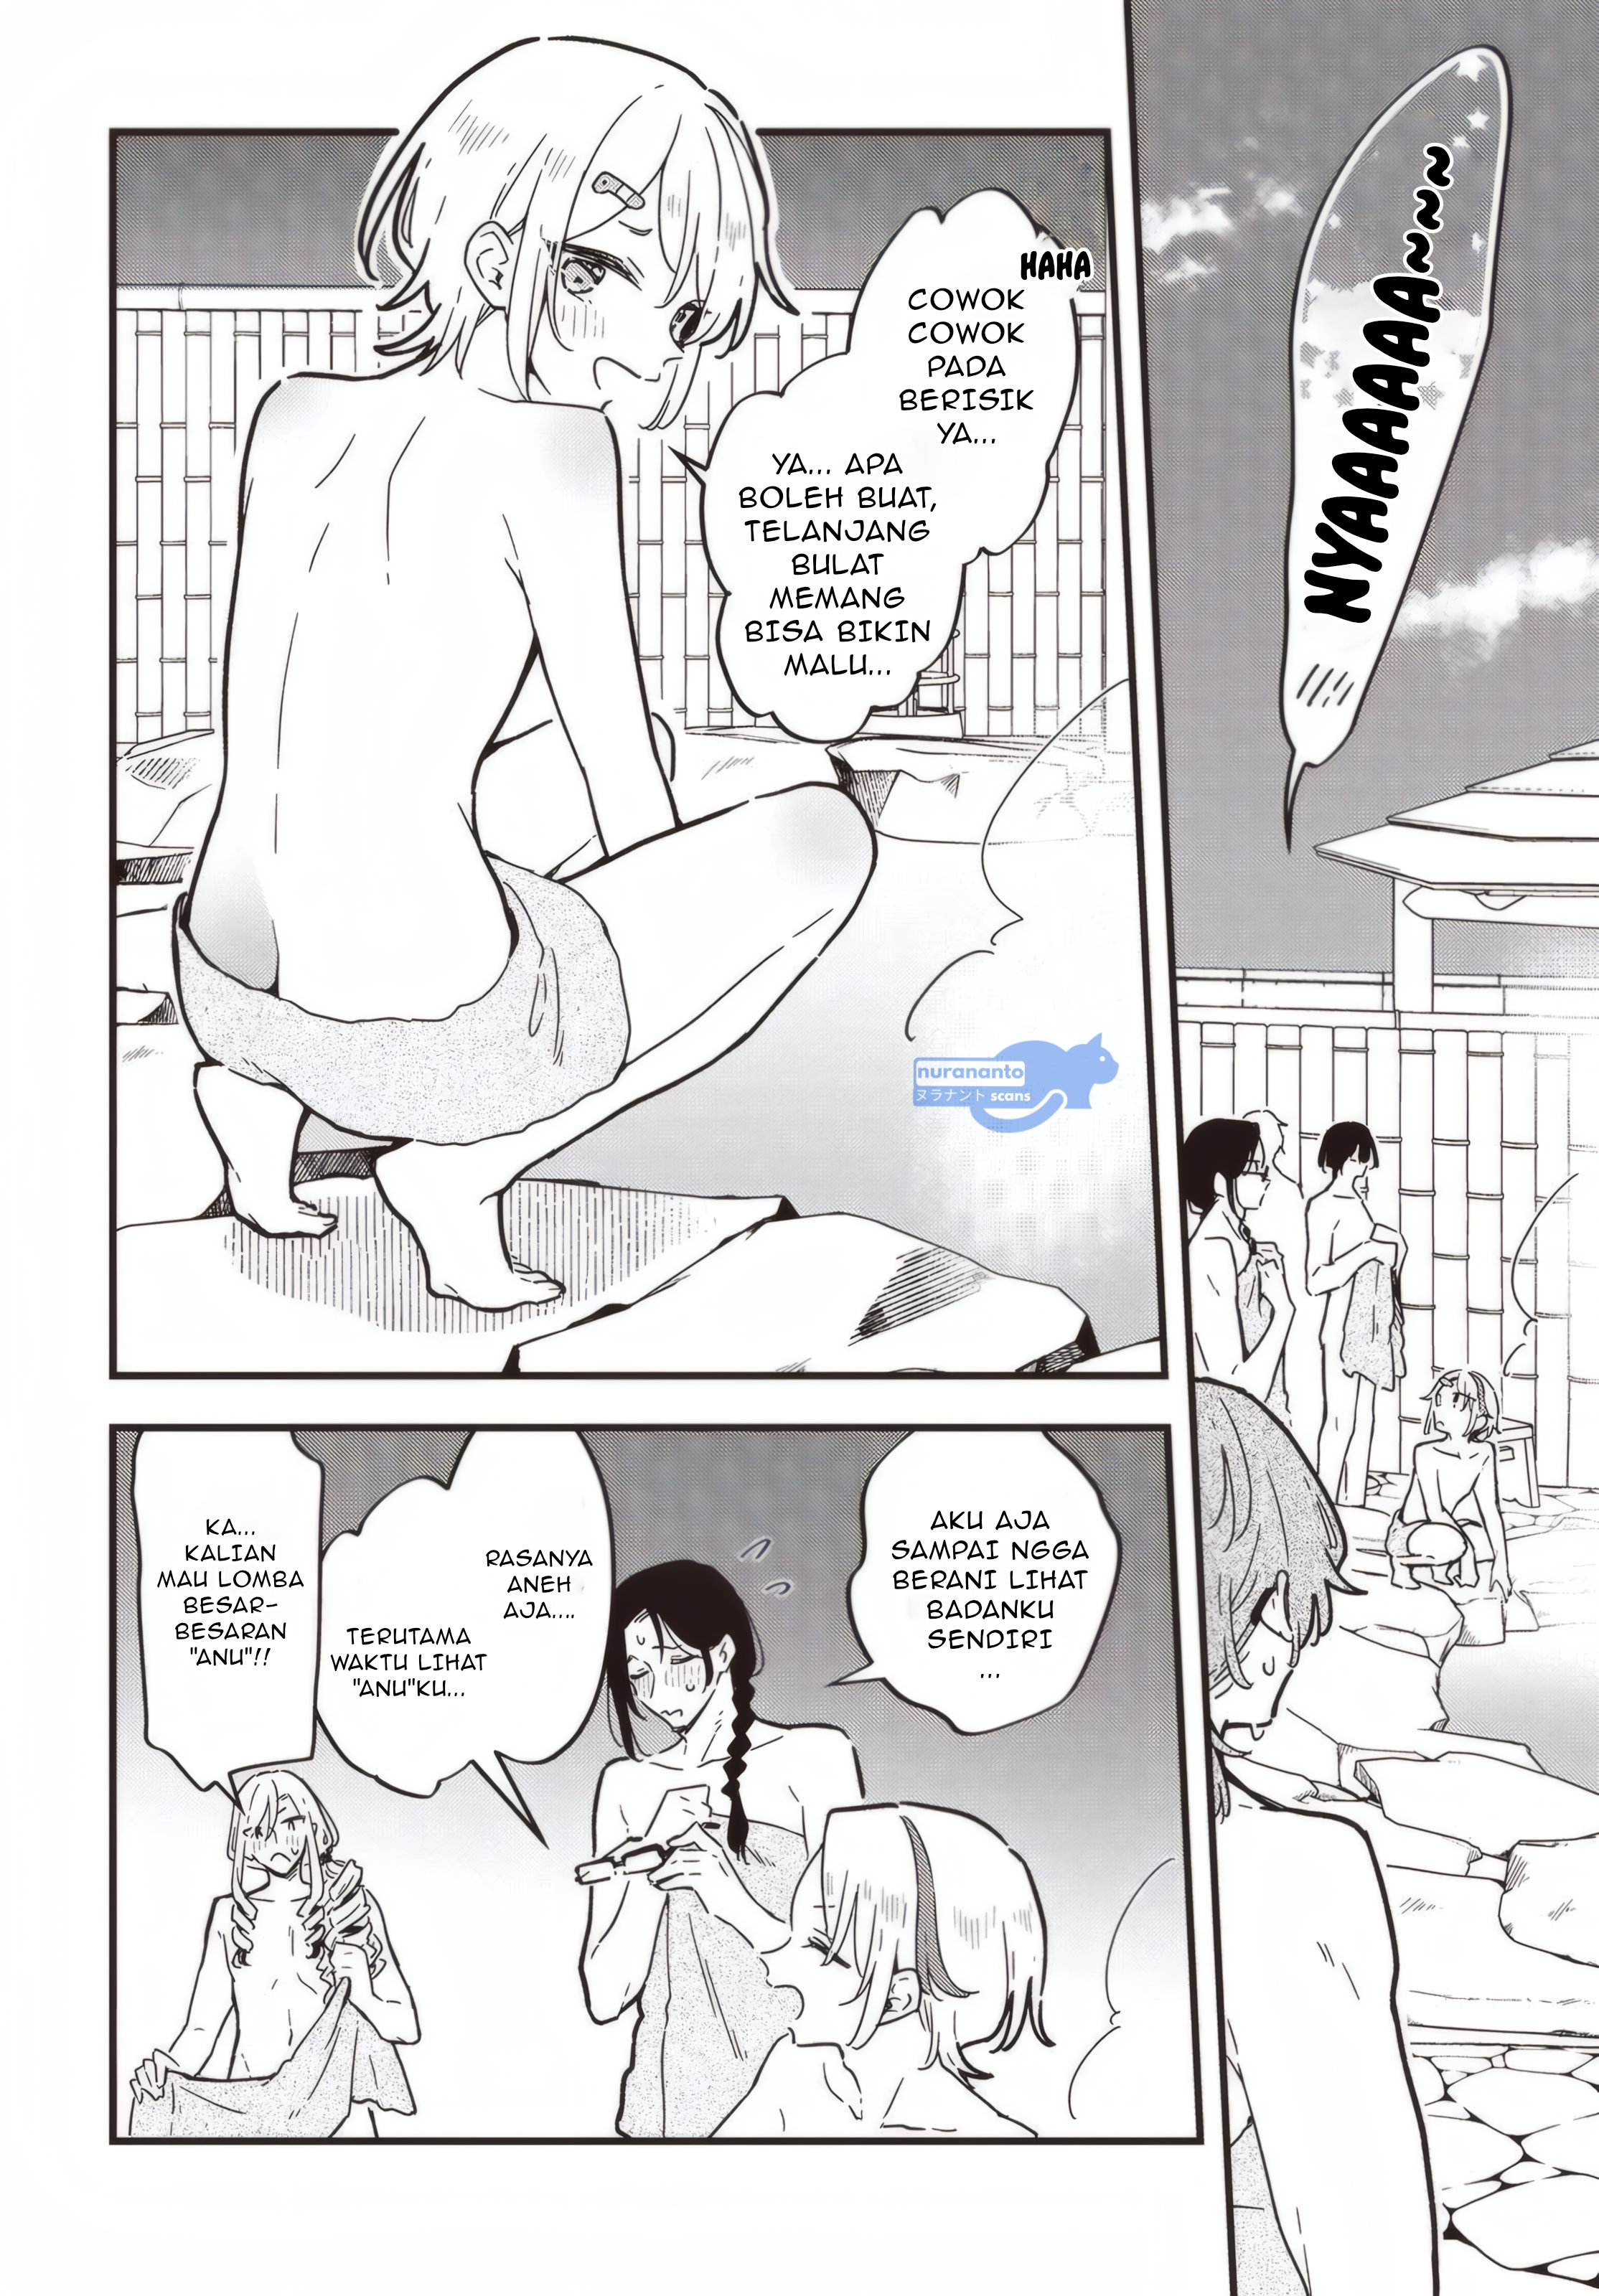 NYAAAAAANNN
HAHA
COWOK
COWOK
PADA
BERISIK
YA...
YA... APA
BOLEH BUAT,
TELANJANG
BULAT
MEMANG
BISA BIKIN
MALU...
nurananto
ヌラナント scans
AKU AJA
SAMPAI NGGA
BERANI LIHAT
BADANKU
SENDIRI
...
RASANYA
ANEH
AJA....
TERUTAMA
WAKTU LIHAT
"ANU"KU...
KA...
KALIAN
MAU LOMBA
BESAR-
BESARAN
"ANU"!!